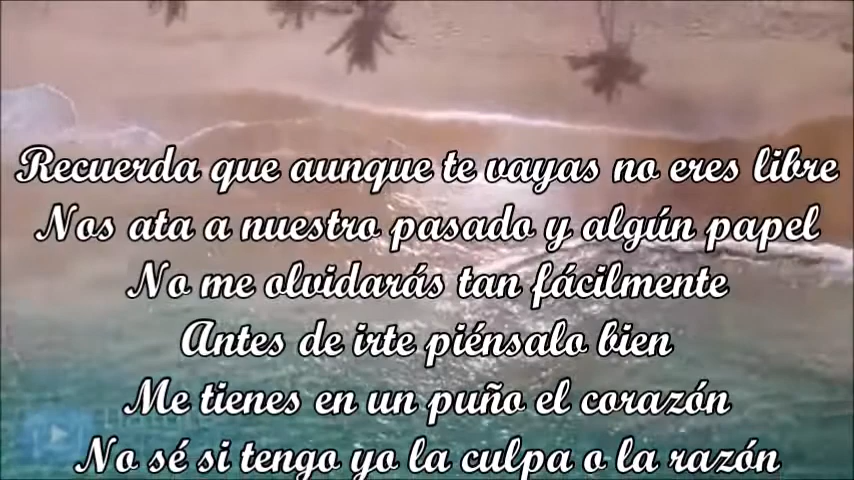 Recuerda que aunque te vayas no eres libre
Nos ata a nuestro pasado y algún papel
No me olvidarás tan fácilmente
Antes de irte piénsalo bien
Me tienes en un puño el corazón
No sé si tengo yo la culpa o la razón